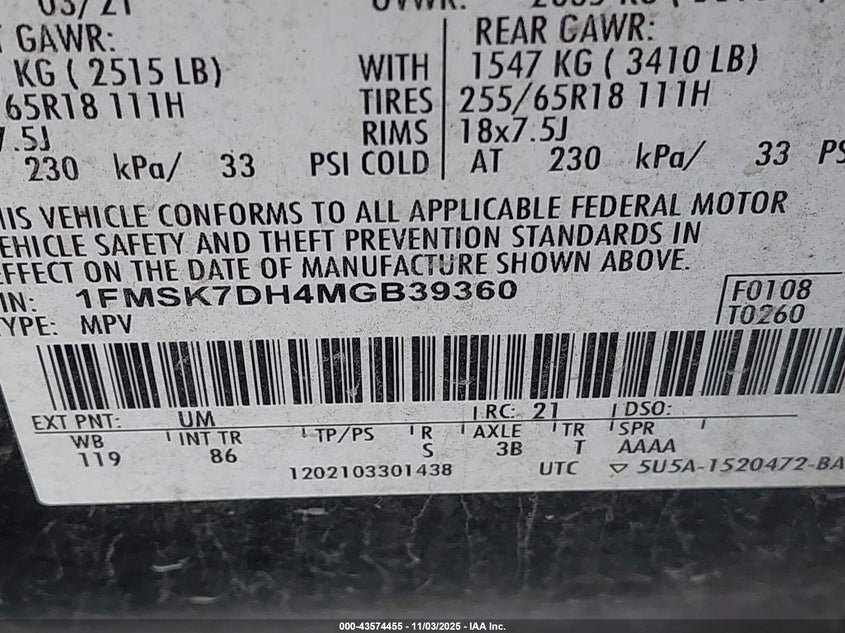 03/21 GVWR:
T GAWR: REAR GAWR:
KG ( 2515 LB) WITH 1547 KG ( 3410 LB)
65R18 111H TIRES 255/65R18 111H
7.5J RIMS 18x7.5J
230 kPa/ 33 PSI COLD AT 230 kPa/ 33 PS
HIS VEHICLE CONFORMS TO ALL APPLICABLE FEDERAL MOTOR
VEHICLE SAFETY AND THEFT PREVENTION STANDARDS IN
EFFECT ON THE DATE OF MANUFACTURE SHOWN ABOVE.
IN: 1FMSK7DH4MGB39360 F0108
TYPE: MPV T0260
EXT PNT: UM RC: 21 DSO:
WB INT TR TP/PS R AXLE TR SPR
119 86 S 3B T AAAA
1202103301438 UTC ▽ 5U5A-1520472-BA
000-43574455 - 11/03/2025 - IAA Inc.